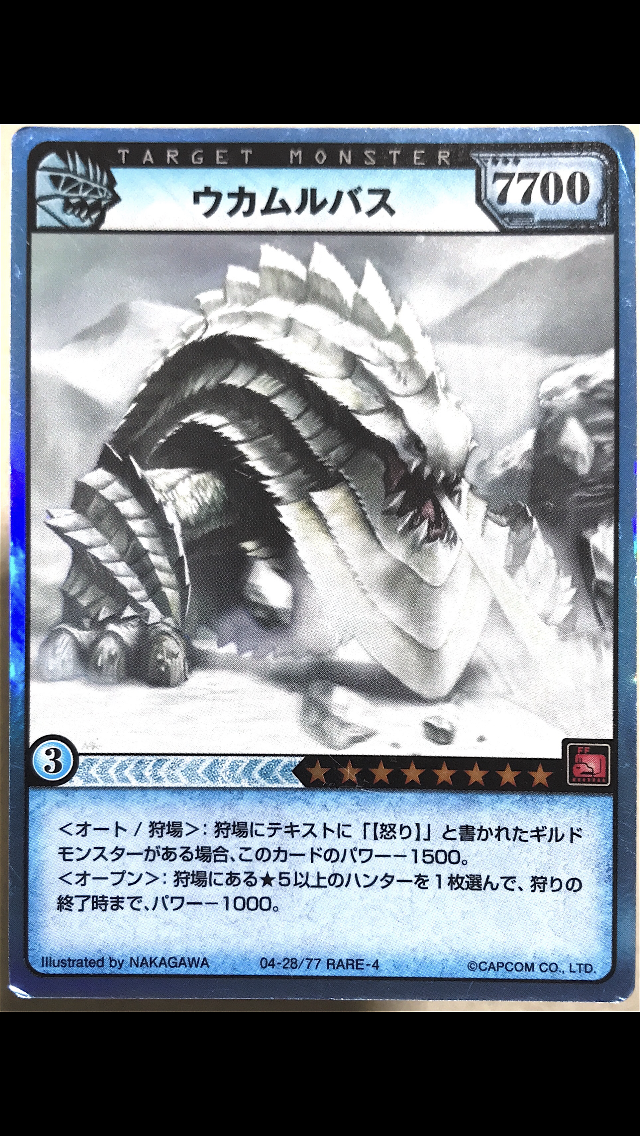 TARGET MONSTER
ウカムルバス
7700
3
★★★★★★★★
FF
＜オート / 狩場＞：狩場にテキストに「【怒り】」と書かれたギルド
モンスターがある場合、このカードのパワー－1500。
＜オープン＞：狩場にある★5以上のハンターを１枚選んで、狩りの
終了時まで、パワー－1000。
Illustrated by NAKAGAWA 04-28/77 RARE-4 ©CAPCOM CO., LTD.